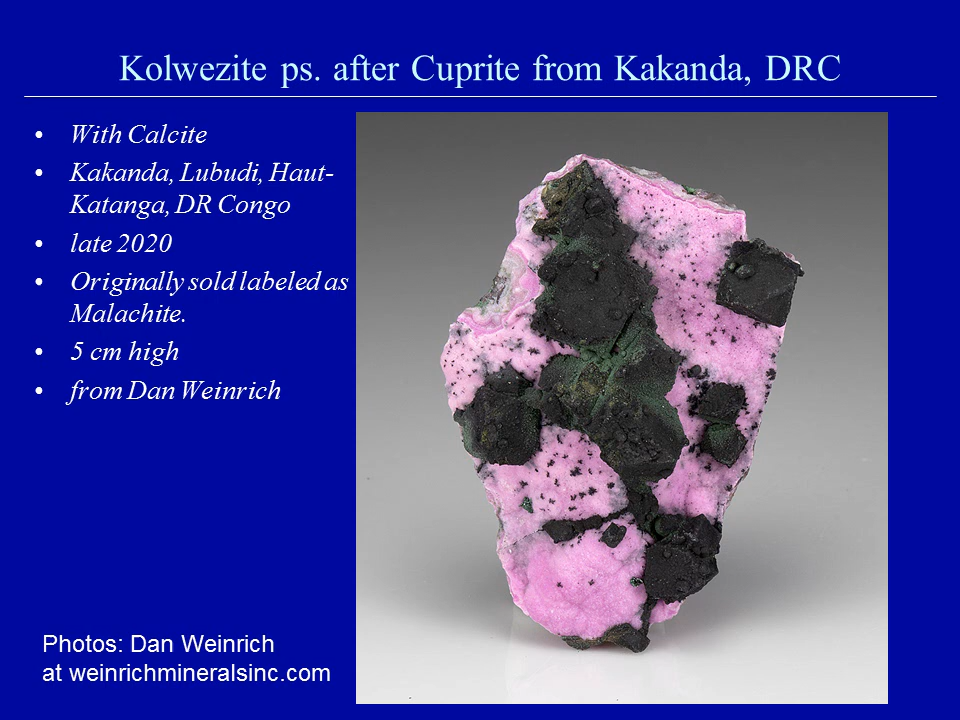 Kolwezite ps. after Cuprite from Kakanda, DRC
• With Calcite
• Kakanda, Lubudi, Haut-
Katanga, DR Congo
• late 2020
• Originally sold labeled as
Malachite.
• 5 cm high
• from Dan Weinrich
Photos: Dan Weinrich
at weinrichmineralsinc.com